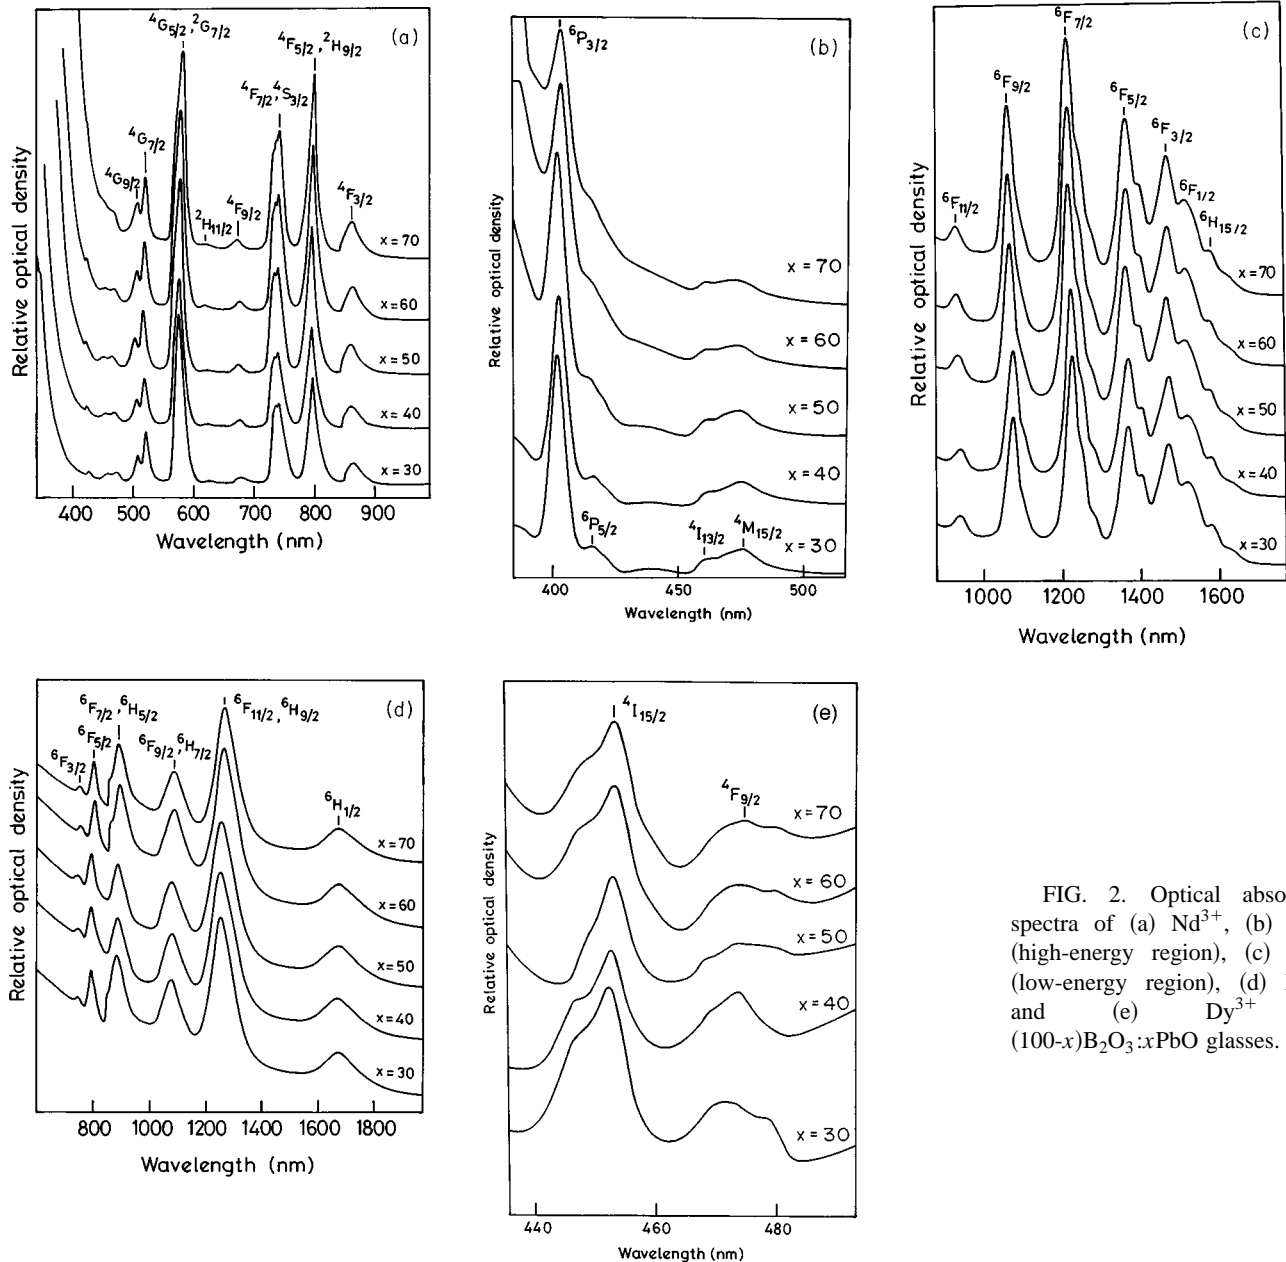 (a)
⁴G₅/₂,²G₇/₂
⁴F₅/₂,²H₉/₂
⁴F₇/₂,⁴S₃/₂
⁴G₇/₂
⁴G₉/₂
²H₁₁/₂
⁴F₉/₂
⁴F₃/₂
x=70
x=60
x=50
x=40
x=30
Relative optical density
400 500 600 700 800 900
Wavelength (nm)
(b)
⁶P₃/₂
x=70
x=60
x=50
x=40
x=30
⁶P₅/₂
⁴I₁₃/₂
⁴M₁₅/₂
Relative optical density
400 450 500
Wavelength (nm)
(c)
⁶F₇/₂
⁶F₉/₂
⁶F₅/₂
⁶F₃/₂
⁶F₁/₂
⁶F₁₁/₂
⁶H₁₅/₂
x=70
x=60
x=50
x=40
x=30
Relative optical density
1000 1200 1400 1600
Wavelength (nm)
(d)
⁶F₇/₂,⁶H₅/₂
⁶F₁₁/₂,⁶H₉/₂
⁶F₅/₂
⁶F₉/₂,⁶H₇/₂
⁶F₃/₂
⁶H₁/₂
x=70
x=60
x=50
x=40
x=30
Relative optical density
800 1000 1200 1400 1600 1800
Wavelength (nm)
(e)
⁴I₁₅/₂
⁴F₉/₂
x=70
x=60
x=50
x=40
x=30
Relative optical density
440 460 480
Wavelength (nm)
FIG. 2. Optical abso
spectra of (a) Nd³⁺, (b)
(high-energy region), (c)
(low-energy region), (d)
and (e) Dy³⁺
(100-x)B₂O₃:xPbO glasses.